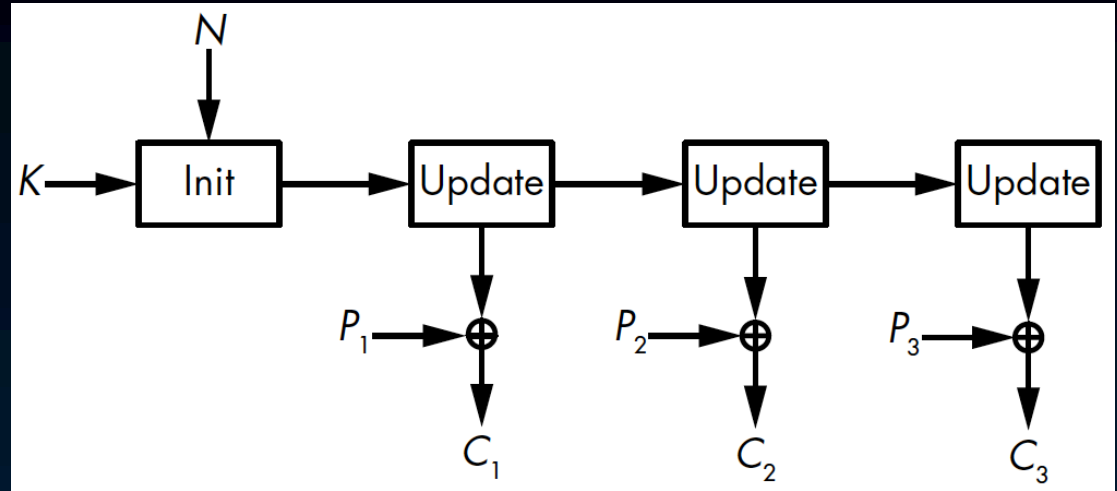 N
K Init Update Update Update
P₁ P₂ P₃
C₁ C₂ C₃